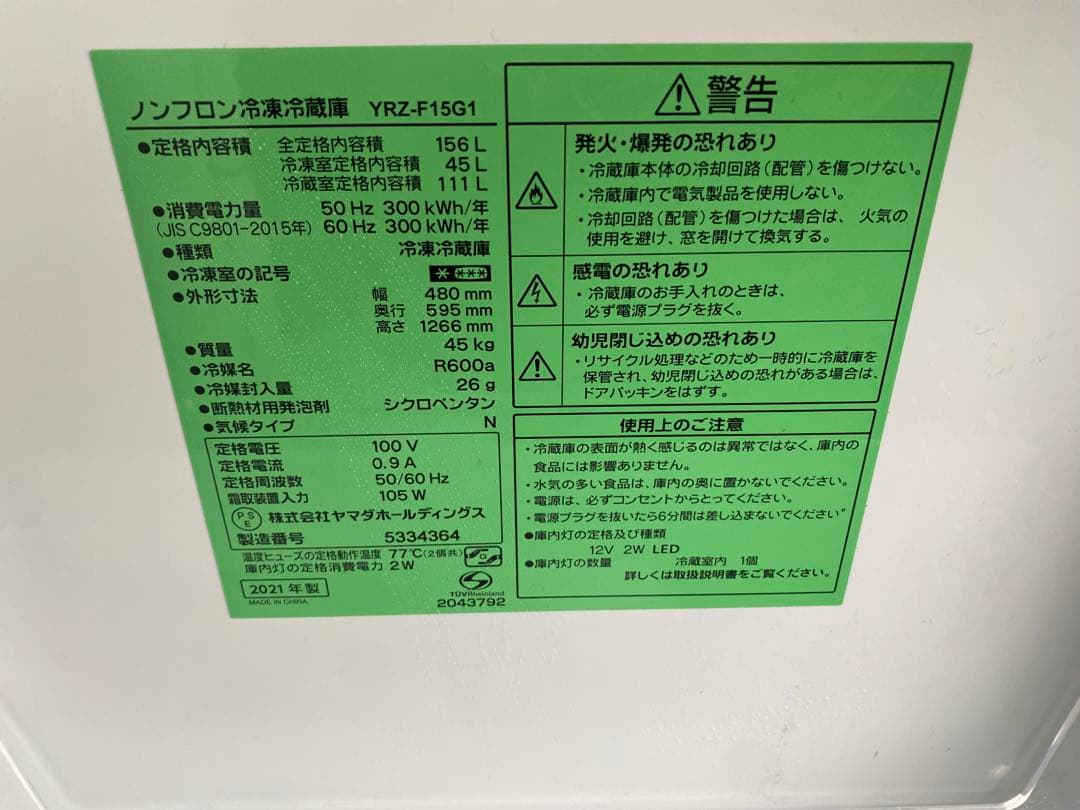 ノンフロン冷凍冷蔵庫 YRZ-F15G1
●定格内容積 全定格内容積 156 L
冷凍室定格内容積 45 L
冷蔵室定格内容積 111 L
●消費電力量 50 Hz 300 kWh/年
(JIS C9801-2015年) 60 Hz 300 kWh/年
●種類 冷凍冷蔵庫
●冷凍室の記号
●外形寸法 幅 480 mm
奥行 595 mm
高さ 1266 mm
●質量 45 kg
●冷媒名 R600a
●冷媒封入量 26 g
●断熱材用発泡剤 シクロペンタン
●気候タイプ N
定格電圧 100 V
定格電流 0.9 A
定格周波数 50/60 Hz
霜取装置入力 105 W
PSE 株式会社ヤマダホールディングス
製造番号 5334364
温度ヒューズの定格動作温度 77℃(2個共)
庫内灯の定格消費電力 2W
2021 年製
MADE IN CHINA
TÜVRheinland
2043792
警告
発火・爆発の恐れあり
・冷蔵庫本体の冷却回路(配管)を傷つけない。
・冷蔵庫内で電気製品を使用しない。
・冷却回路(配管)を傷つけた場合は、火気の
使用を避け、窓を開けて換気する。
感電の恐れあり
・冷蔵庫のお手入れのときは、
必ず電源プラグを抜く。
幼児閉じ込めの恐れあり
・リサイクル処理などのため一時的に冷蔵庫を
保管され、幼児閉じ込めの恐れがある場合は、
ドアパッキンをはずす。
使用上のご注意
・冷蔵庫の表面が熱く感じるのは異常ではなく、庫内の
食品には影響ありません。
・水気の多い食品は、庫内の奥に置かないでください。
・電源は、必ずコンセントからとってください。
・電源プラグを抜いたら6分間は差し込まないでください。
●庫内灯の定格及び種類
12V 2W LED
●庫内灯の数量 冷蔵室内 1個
詳しくは取扱説明書をご覧ください。